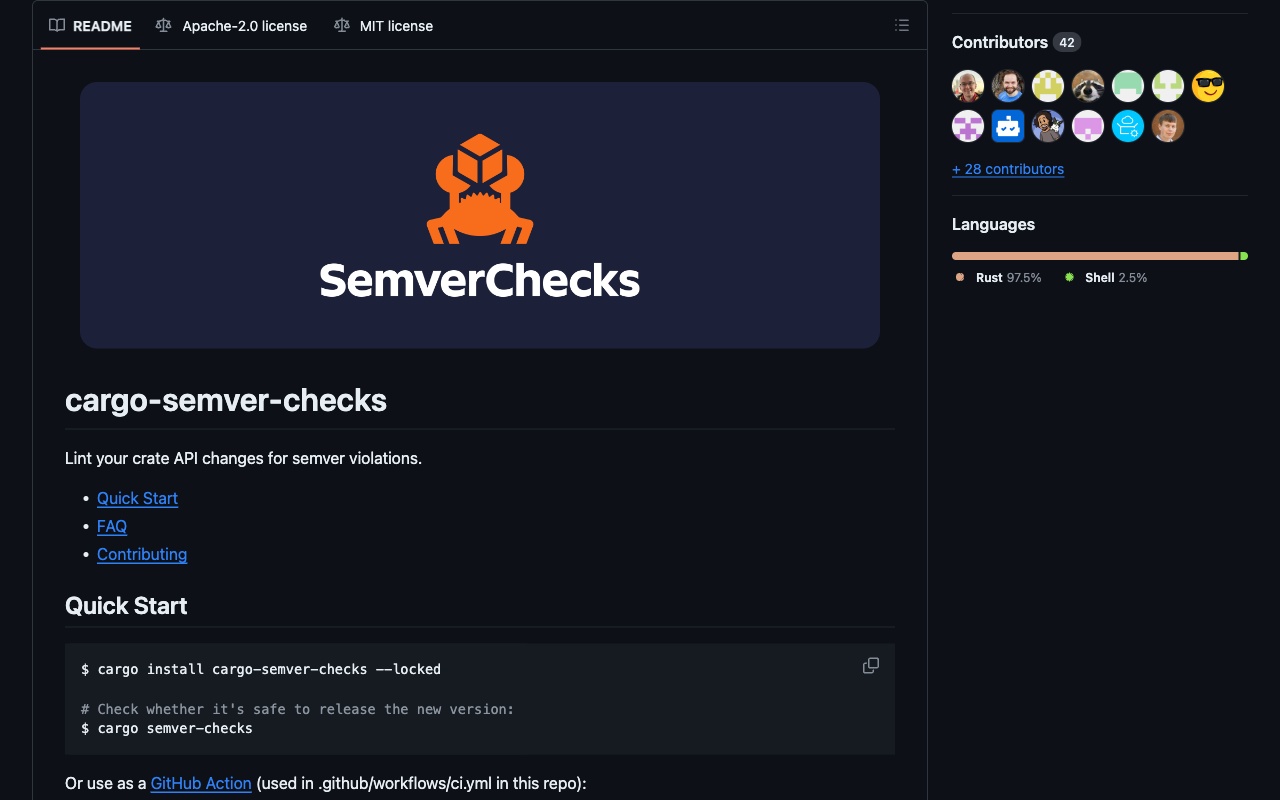 README
Apache-2.0 license
MIT license
SemverChecks
cargo-semver-checks
Lint your crate API changes for semver violations.
• Quick Start
• FAQ
• Contributing
Quick Start
$ cargo install cargo-semver-checks --locked
# Check whether it's safe to release the new version:
$ cargo semver-checks
Or use as a GitHub Action (used in .github/workflows/ci.yml in this repo):
Contributors 42
+ 28 contributors
Languages
Rust 97.5% Shell 2.5%